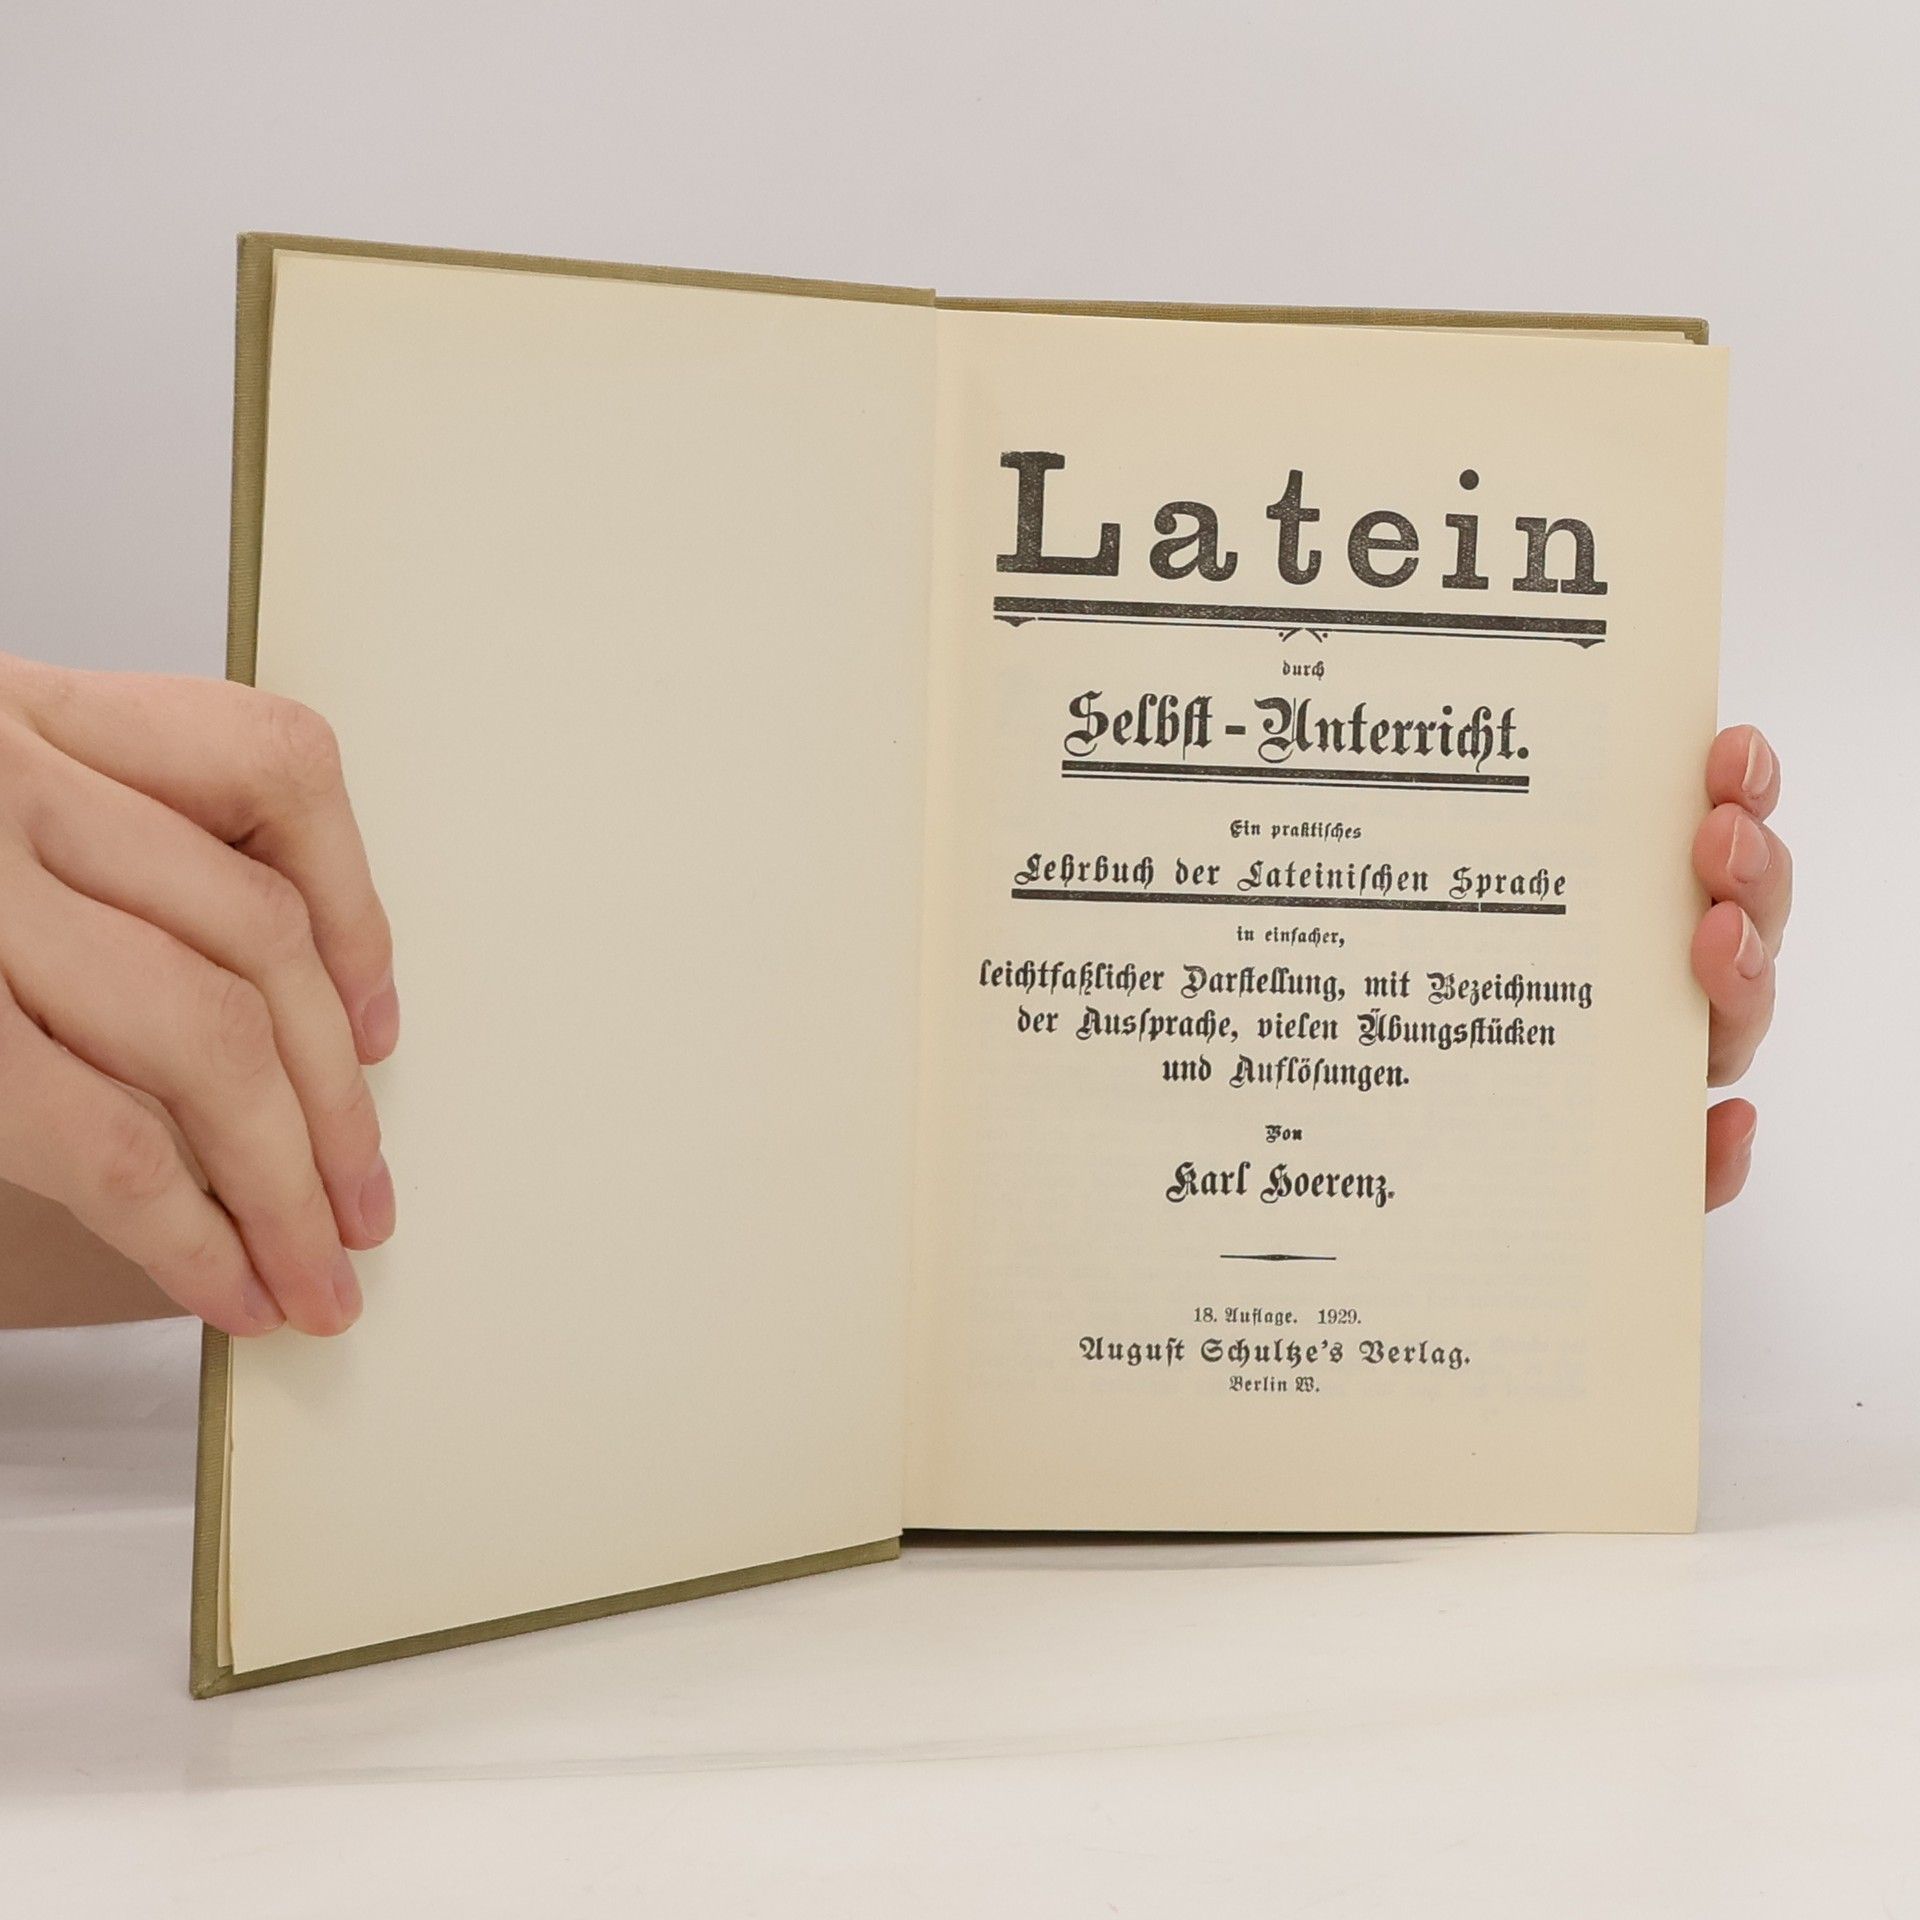 Latein
durch
Selbst-Unterricht.
Ein praktisches
Lehrbuch der Lateinischen Sprache
in einfacher,
leichtfaßlicher Darstellung, mit Bezeichnung
der Aussprache, vielen Übungsstücken
und Auflösungen.
Von
Karl Hoerenz.
18. Auflage. 1929.
August Schultze's Verlag.
Berlin W.